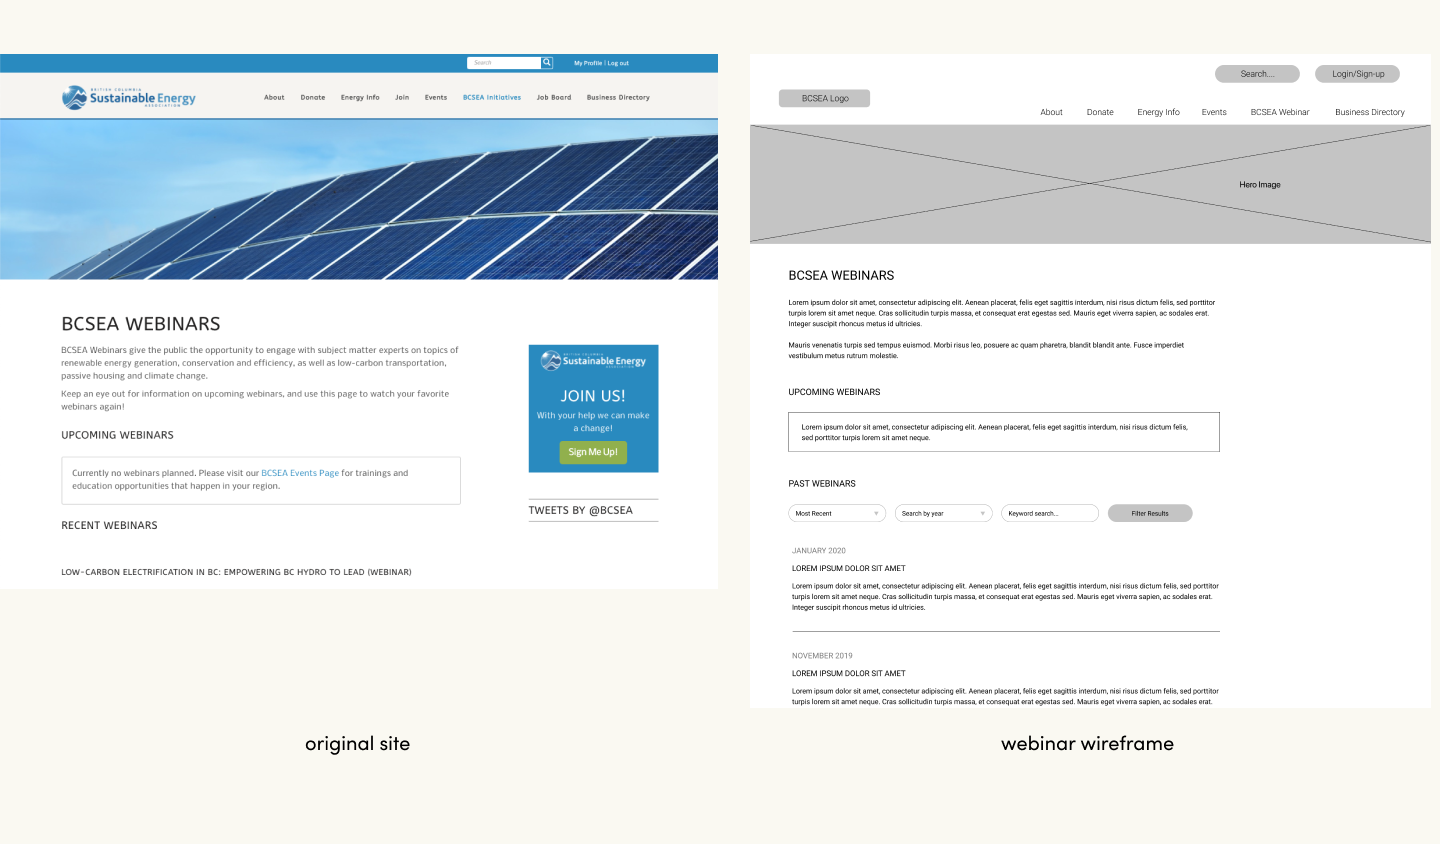 Search
My Profile | Log out
BRITISH COLUMBIA
Sustainable Energy
ASSOCIATION
About Donate Energy Info Join Events BCSEA Initiatives Job Board Business Directory
BCSEA WEBINARS
BCSEA Webinars give the public the opportunity to engage with subject matter experts on topics of
renewable energy generation, conservation and efficiency, as well as low-carbon transportation,
passive housing and climate change.
Keep an eye out for information on upcoming webinars, and use this page to watch your favorite
webinars again!
UPCOMING WEBINARS
Currently no webinars planned. Please visit our BCSEA Events Page for trainings and
education opportunities that happen in your region.
RECENT WEBINARS
LOW-CARBON ELECTRIFICATION IN BC: EMPOWERING BC HYDRO TO LEAD (WEBINAR)
BRITISH COLUMBIA
Sustainable Energy
ASSOCIATION
JOIN US!
With your help we can make
a change!
Sign Me Up!
TWEETS BY @BCSEA
original site
Search....
Login/Sign-up
BCSEA Logo
About Donate Energy Info Events BCSEA Webinar Business Directory
Hero Image
BCSEA WEBINARS
Lorem ipsum dolor sit amet, consectetur adipiscing elit. Aenean placerat, felis eget sagittis interdum, nisi risus dictum felis, sed porttitor
turpis lorem sit amet neque. Cras sollicitudin turpis massa, et consequat erat egestas sed. Mauris eget viverra sapien, ac sodales erat.
Integer suscipit rhoncus metus id ultricies.
Mauris venenatis turpis sed tempus euismod. Morbi risus leo, posuere ac quam pharetra, blandit blandit ante. Fusce imperdiet
vestibulum metus rutrum molestie.
UPCOMING WEBINARS
Lorem ipsum dolor sit amet, consectetur adipiscing elit. Aenean placerat, felis eget sagittis interdum, nisi risus dictum felis,
sed porttitor turpis lorem sit amet neque.
PAST WEBINARS
Most Recent
Search by year
Keyword search...
Filter Results
JANUARY 2020
LOREM IPSUM DOLOR SIT AMET
Lorem ipsum dolor sit amet, consectetur adipiscing elit. Aenean placerat, felis eget sagittis interdum, nisi risus dictum felis, sed porttitor
turpis lorem sit amet neque. Cras sollicitudin turpis massa, et consequat erat egestas sed. Mauris eget viverra sapien, ac sodales erat.
Integer suscipit rhoncus metus id ultricies.
NOVEMBER 2019
LOREM IPSUM DOLOR SIT AMET
Lorem ipsum dolor sit amet, consectetur adipiscing elit. Aenean placerat, felis eget sagittis interdum, nisi risus dictum felis, sed porttitor
turpis lorem sit amet neque. Cras sollicitudin turpis massa, et consequat erat egestas sed. Mauris eget viverra sapien, ac sodales erat.
webinar wireframe